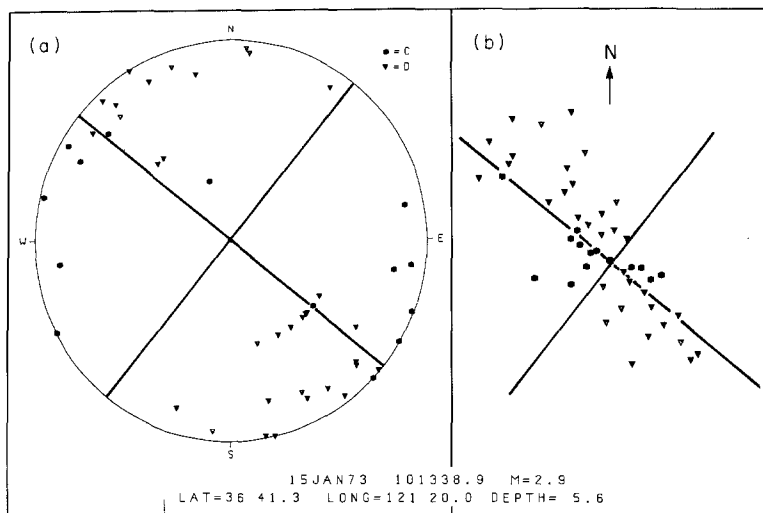 (a)
N
● = C
▼ = D
W
E
S
(b)
N
15JAN73 101338.9 M=2.9
LAT=36 41.3 LONG=121 20.0 DEPTH= 5.6